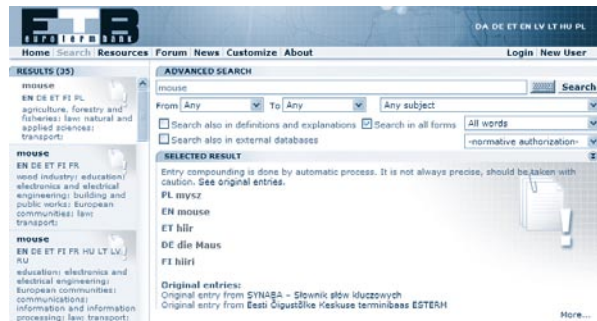 ETB
eurotermbank
DA DE ET EN LV LT HU PL
Home Search Resources Forum News Customize About
Login New User
RESULTS (35)
mouse
EN DE ET FI PL
agriculture, forestry and
fisheries; law; natural and
applied sciences;
transport;
mouse
EN DE ET FI FR
wood industry; education;
electronics and electrical
engineering; building and
public works; European
communities; law;
transport;
mouse
EN DE ET FI FR HU LT LV
RU
education; electronics and
electrical engineering;
European communities;
communications;
information and information
processing; law; transport;
ADVANCED SEARCH
mouse
Search
From Any To Any Any subject
Search also in definitions and explanations Search in all forms All words
Search also in external databases -normative authorization-
SELECTED RESULT
Entry compounding is done by automatic process. It is not always precise, should be taken with
caution. See original entries.
PL mysz
EN mouse
ET hiir
DE die Maus
FI hiiri
Original entries:
Original entry from SYNABA – Słownik słów kluczowych
Original entry from Eesti Õigustõlke Keskuse terminibaas ESTERM
More...